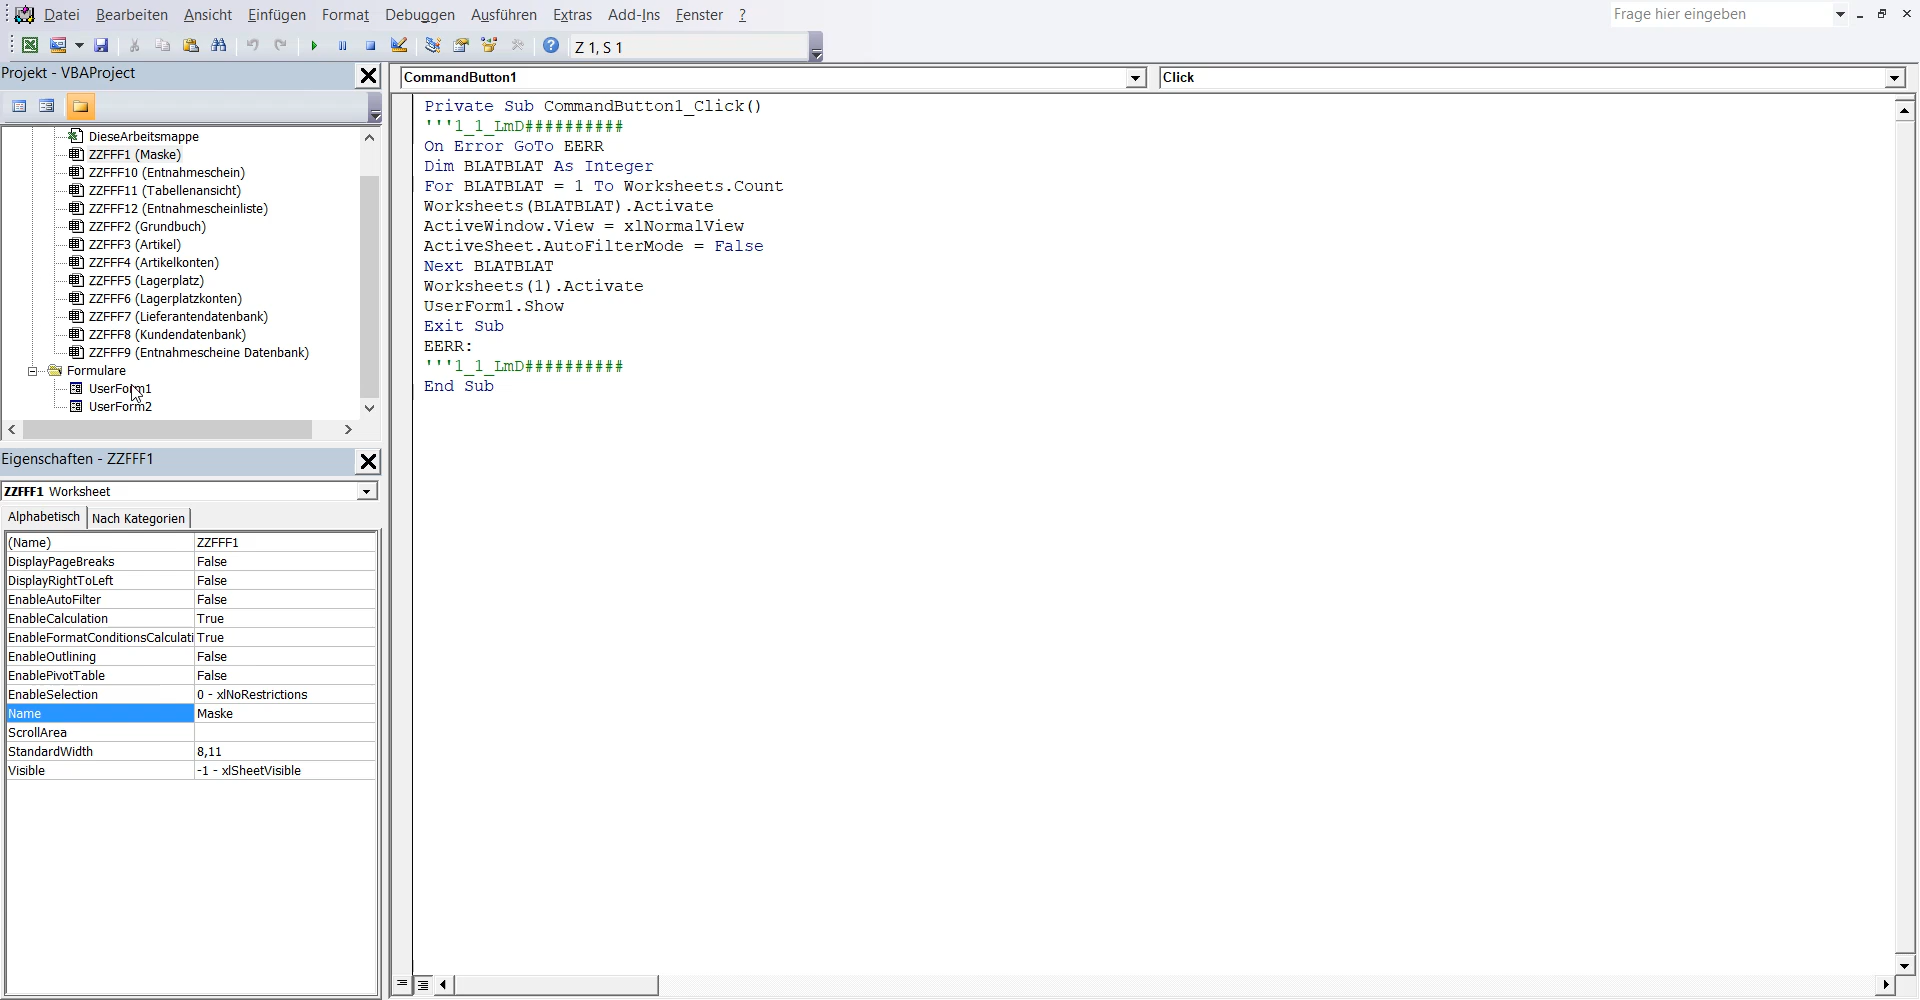 Datei Bearbeiten Ansicht Einfügen Format Debuggen Ausführen Extras Add-Ins Fenster ? Frage hier eingeben
Z 1, S 1
Projekt - VBAProject
CommandButton1 Click
DieseArbeitsmappe
ZZFFF1 (Maske)
ZZFFF10 (Entnahmeschein)
ZZFFF11 (Tabellenansicht)
ZZFFF12 (Entnahmescheinliste)
ZZFFF2 (Grundbuch)
ZZFFF3 (Artikel)
ZZFFF4 (Artikelkonten)
ZZFFF5 (Lagerplatz)
ZZFFF6 (Lagerplatzkonten)
ZZFFF7 (Lieferantendatenbank)
ZZFFF8 (Kundendatenbank)
ZZFFF9 (Entnahmescheine Datenbank)
Formulare
UserForm1
UserForm2
Eigenschaften - ZZFFF1
ZZFFF1 Worksheet
Alphabetisch Nach Kategorien
(Name) ZZFFF1
DisplayPageBreaks False
DisplayRightToLeft False
EnableAutoFilter False
EnableCalculation True
EnableFormatConditionsCalculati True
EnableOutlining False
EnablePivotTable False
EnableSelection 0 - xlNoRestrictions
Name Maske
ScrollArea
StandardWidth 8,11
Visible -1 - xlSheetVisible
Private Sub CommandButton1_Click()
'''1_1_LmD##########
On Error GoTo EERR
Dim BLATBLAT As Integer
For BLATBLAT = 1 To Worksheets.Count
Worksheets(BLATBLAT).Activate
ActiveWindow.View = xlNormalView
ActiveSheet.AutoFilterMode = False
Next BLATBLAT
Worksheets(1).Activate
UserForm1.Show
Exit Sub
EERR:
'''1_1_LmD##########
End Sub